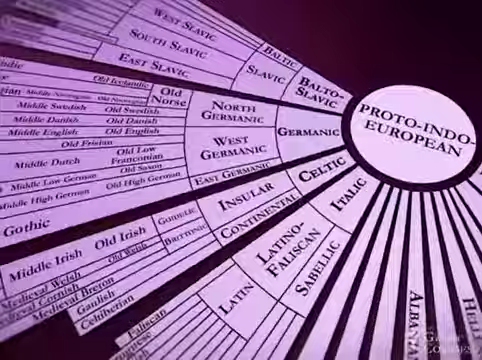 PROTO-INDO-
EUROPEAN
BALTO-
SLAVIC
BALTIC
SLAVIC
WEST SLAVIC
SOUTH SLAVIC
EAST SLAVIC
GERMANIC
NORTH
GERMANIC
Old
Norse
Old Icelandic
Old Norwegian
Middle Norwegian
Middle Swedish Old Swedish
Middle Danish Old Danish
WEST
GERMANIC
Middle English Old English
Old Frisian
Middle Dutch Old Low
Franconian
Old Saxon
Middle Low German
Middle High German Old High German
EAST GERMANIC
Gothic
CELTIC
INSULAR
CONTINENTAL
GOIDELIC
BRITTONIC
Middle Irish Old Irish
Medieval Welsh Old Welsh
Medieval Cornish
Medieval Breton
Gaulish
Celtiberian
ITALIC
LATINO-
FALISCAN
SABELLIC
LATIN
Faliscan